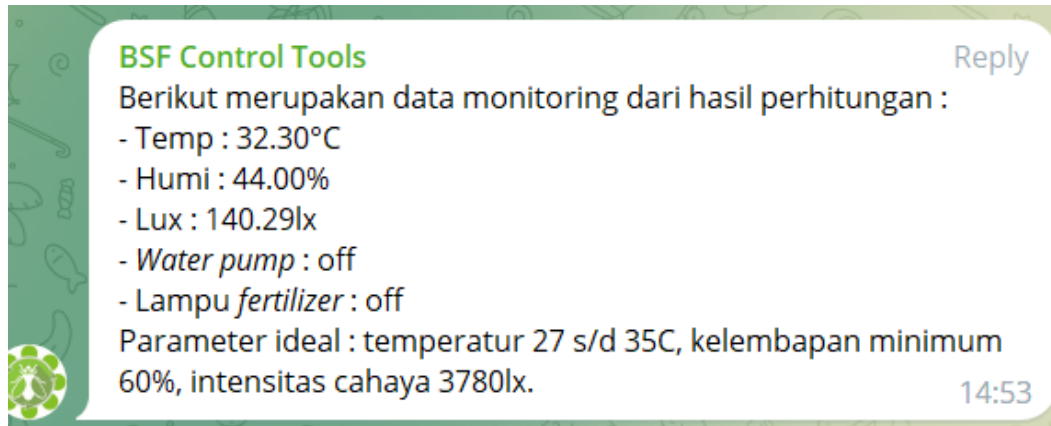 BSF Control Tools Reply
Berikut merupakan data monitoring dari hasil perhitungan :
- Temp : 32.30°C
- Humi : 44.00%
- Lux : 140.29lx
- Water pump : off
- Lampu fertilizer : off
Parameter ideal : temperatur 27 s/d 35C, kelembapan minimum
60%, intensitas cahaya 3780lx.
14:53